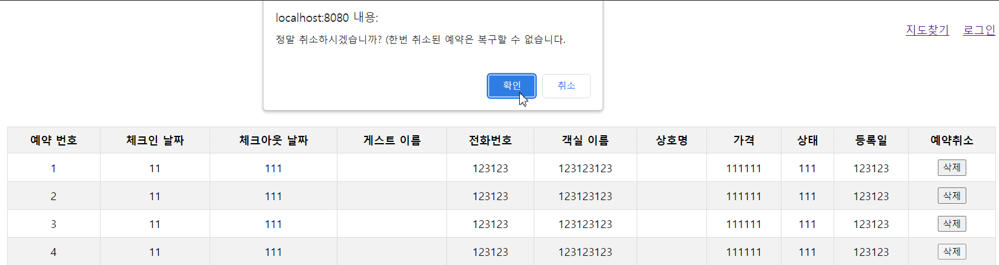 localhost:8080 내용:
정말 취소하시겠습니까? (한번 취소된 예약은 복구할 수 없습니다.
확인 취소
지도찾기 로그인
예약 번호 체크인 날짜 체크아웃 날짜 게스트 이름 전화번호 객실 이름 상호명 가격 상태 등록일 예약취소
1 11 111 123123 123123123 111111 111 123123 삭제
2 11 111 123123 123123123 111111 111 123123 삭제
3 11 111 123123 123123123 111111 111 123123 삭제
4 11 111 123123 123123123 111111 111 123123 삭제